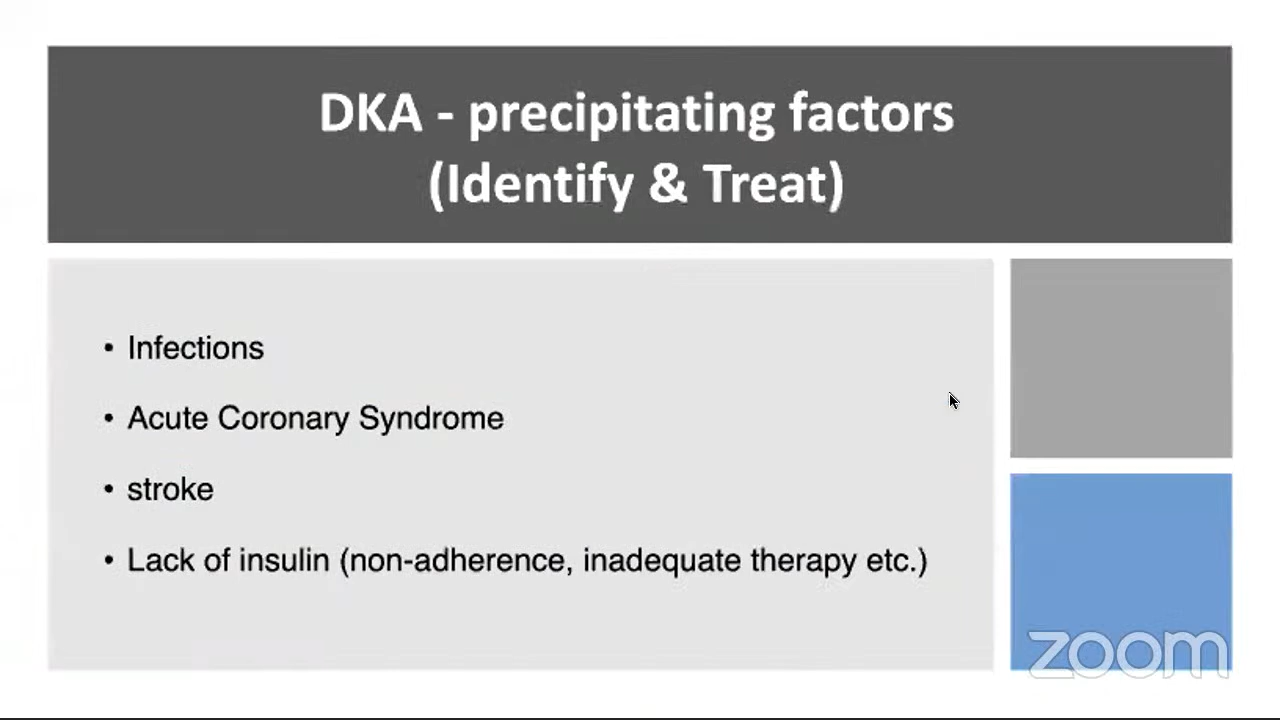 DKA - precipitating factors
(Identify & Treat)
• Infections
• Acute Coronary Syndrome
• stroke
• Lack of insulin (non-adherence, inadequate therapy etc.)
zoom